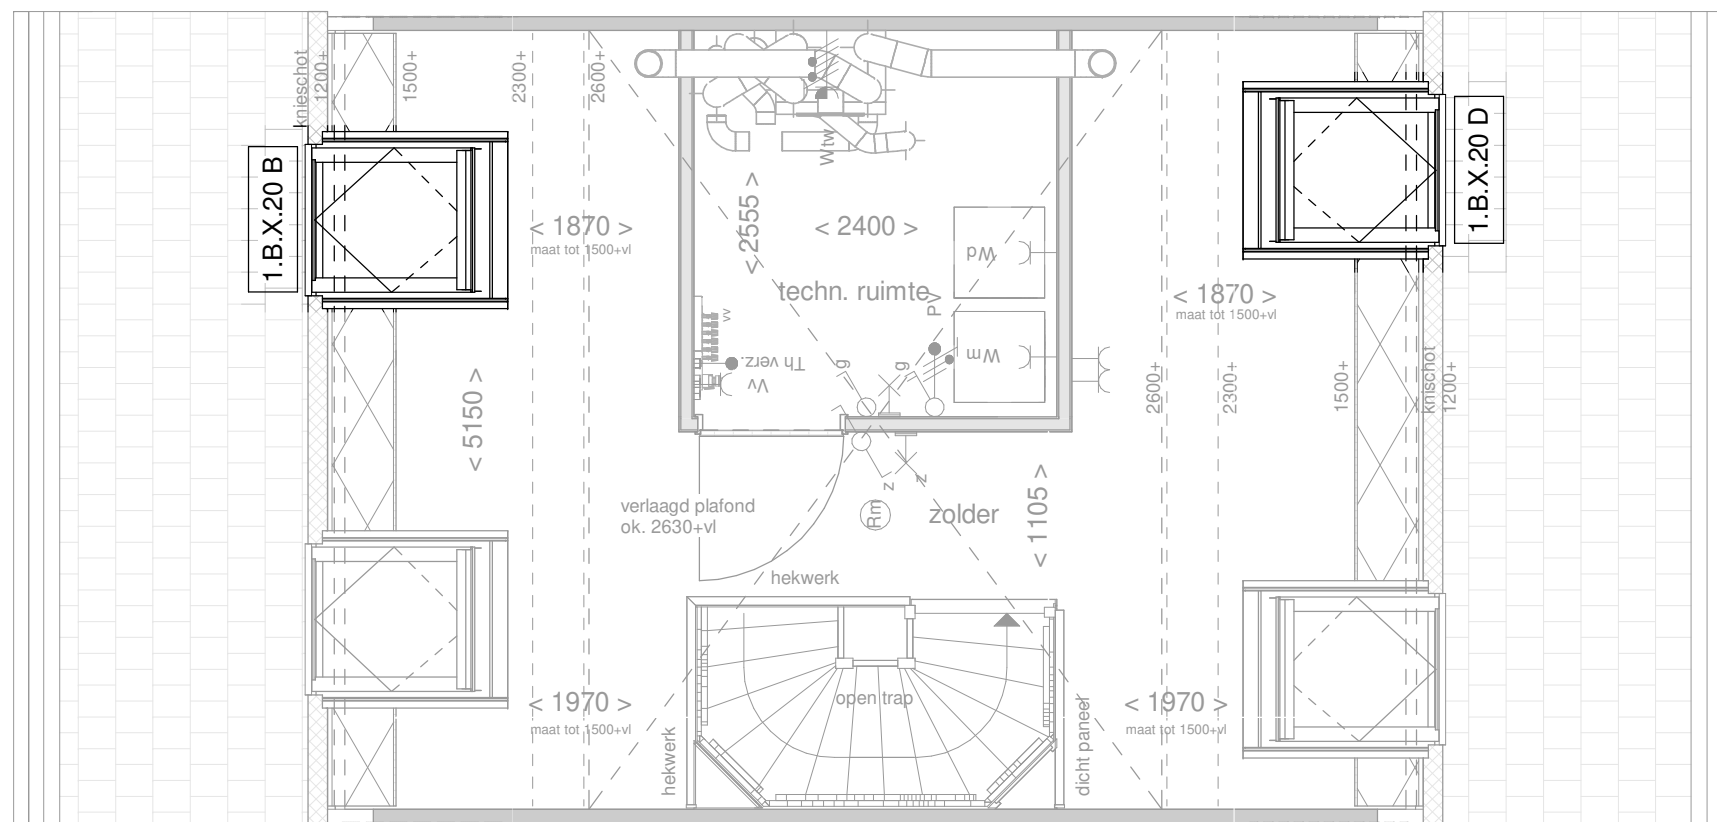 knieschot
1200+
1500+
2300+
2600+
1.B.X.20 B
< 1870 >
maat tot 1500+vl
< 5150 >
Wtw
< 2555 >
< 2400 >
techn. ruimte
Wd
PV
Wm
vv
Th verz.
Vv
g
g
1.B.X.20 D
< 1870 >
maat tot 1500+vl
2600+
2300+
1500+
knischot
1200+
verlaagd plafond
ok. 2630+vl
z
z
Rm
zolder
< 1105 >
hekwerk
open trap
< 1970 >
maat tot 1500+vl
hekwerk
dicht paneel
< 1970 >
maat tot 1500+vl